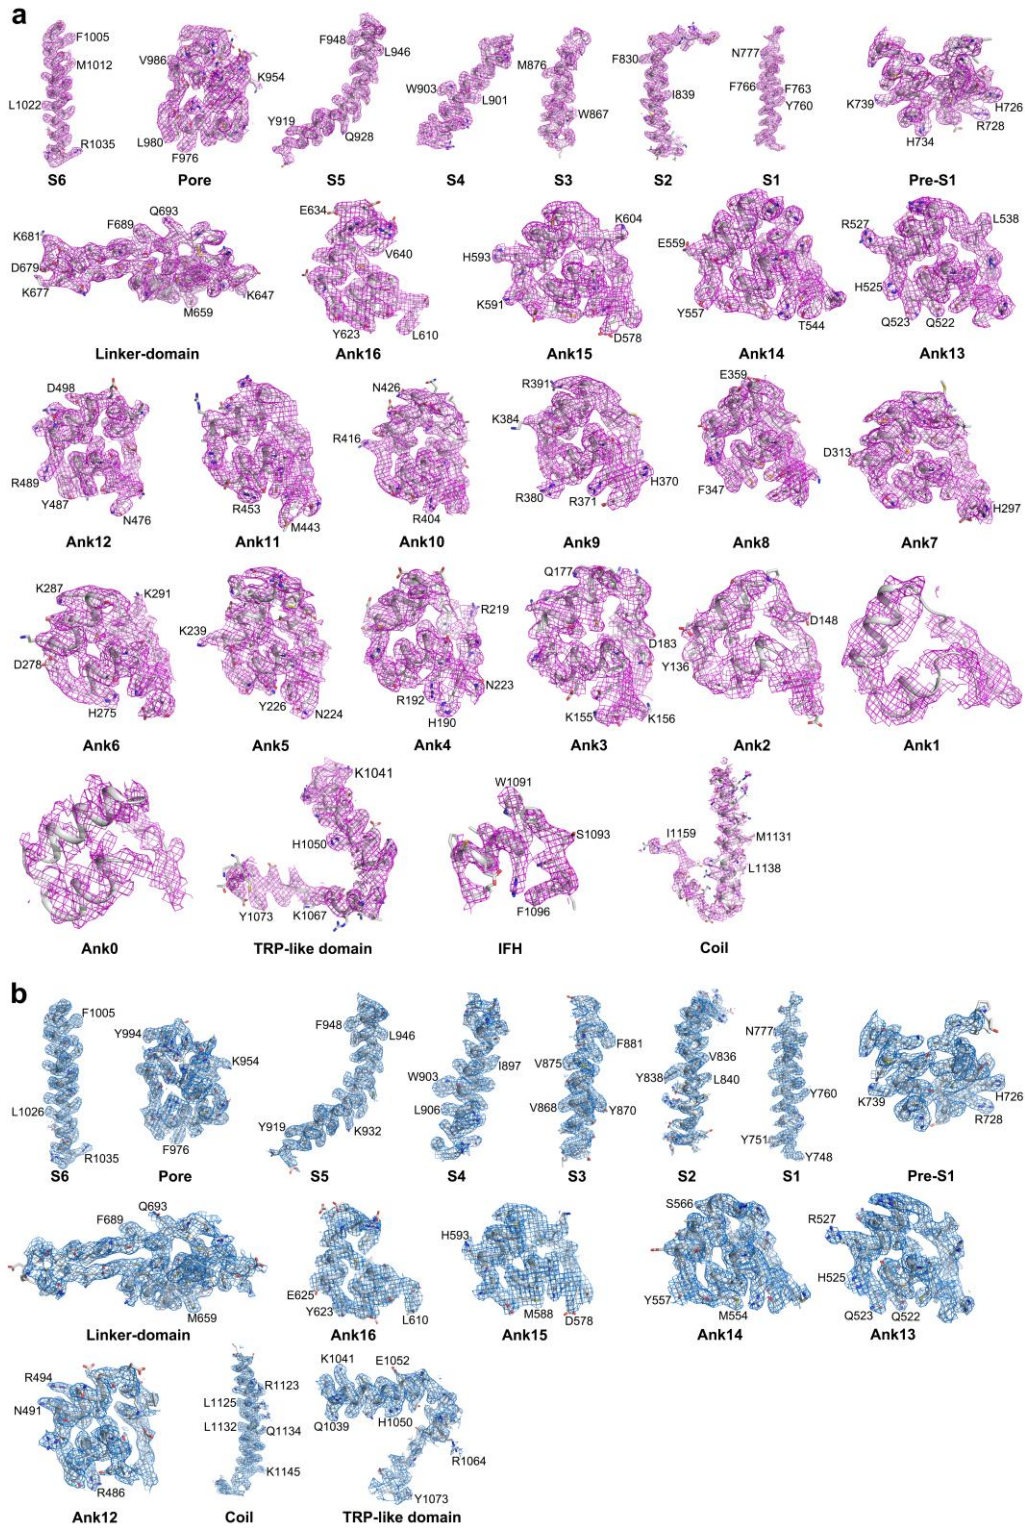 a
F1005
M1012
L1022
R1035
S6
V986
K954
L980
F976
Pore
F948
L946
Y919
Q928
S5
W903
L901
S4
M876
W867
S3
F830
I839
S2
N777
F766
F763
Y760
S1
K739
H726
R728
H734
Pre-S1
Q693
F689
K681
D679
K677
K647
M659
Linker-domain
E634
V640
Y623
L610
Ank16
K604
H593
K591
D578
Ank15
E559
Y557
T544
Ank14
R527
L538
H525
Q523
Q522
Ank13
D498
R489
Y487
N476
Ank12
R453
M443
Ank11
N426
R416
R404
Ank10
R391
K384
R380
R371
H370
Ank9
E359
F347
Ank8
D313
H297
Ank7
K287
K291
D278
H275
Ank6
K239
Y226
N224
Ank5
R219
R192
N223
H190
Ank4
Q177
D183
K155
K156
Ank3
Y136
D148
Ank2
Ank1
Ank0
K1041
H1050
Y1073
K1067
TRP-like domain
W1091
S1093
F1096
IFH
I1159
M1131
L1138
Coil
b
F1005
L1026
R1035
S6
Y994
K954
F976
Pore
F948
L946
Y919
K932
S5
I897
W903
L906
S4
F881
V875
V868
Y870
S3
V836
Y838
L840
S2
N777
Y760
Y751
Y748
S1
K739
H726
R728
Pre-S1
Q693
F689
M659
Linker-domain
E625
Y623
L610
Ank16
H593
M588
D578
Ank15
S566
Y557
M554
Ank14
R527
H525
Q523
Q522
Ank13
R494
N491
R486
Ank12
R1123
L1125
L1132
Q1134
K1145
Coil
K1041
E1052
Q1039
H1050
R1064
Y1073
TRP-like domain